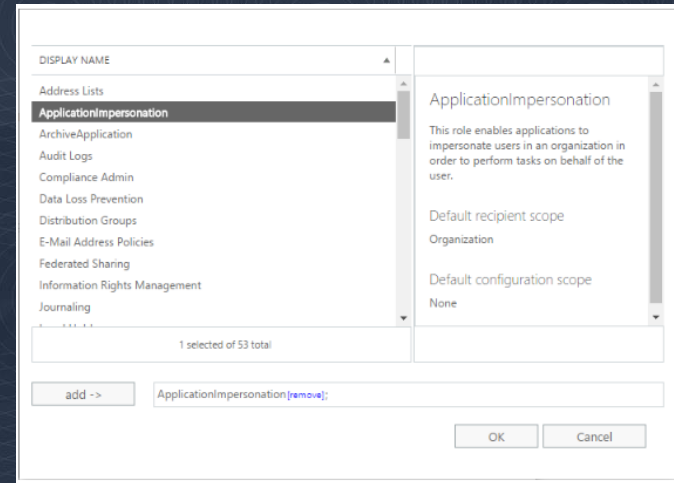 DISPLAY NAME
Address Lists
ApplicationImpersonation
ArchiveApplication
Audit Logs
Compliance Admin
Data Loss Prevention
Distribution Groups
E-Mail Address Policies
Federated Sharing
Information Rights Management
Journaling
1 selected of 53 total
ApplicationImpersonation
This role enables applications to
impersonate users in an organization in
order to perform tasks on behalf of the
user.
Default recipient scope
Organization
Default configuration scope
None
add ->
ApplicationImpersonation[remove];
OK
Cancel